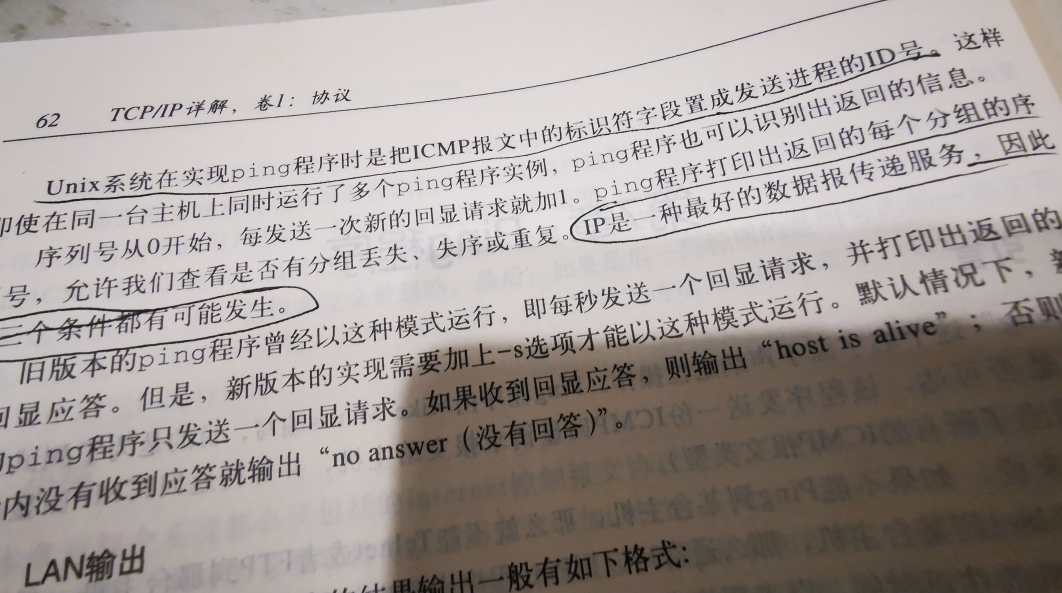 62 TCP/IP详解，卷1：协议
Unix系统在实现ping程序时是把ICMP报文中的标识符字段置成发送进程的ID号。这样
即使在同一台主机上同时运行了多个ping程序实例，ping程序也可以识别出返回的信息。
序列号从0开始，每发送一次新的回显请求就加1。ping程序打印出返回的每个分组的序
号，允许我们查看是否有分组丢失、失序或重复。IP是一种最好的数据报传递服务，因此
三个条件都有可能发生。
旧版本的ping程序曾经以这种模式运行，即每秒发送一个回显请求，并打印出返回的
回显应答。但是，新版本的实现需要加上-s选项才能以这种模式运行。默认情况下，新
ping程序只发送一个回显请求。如果收到回显应答，则输出“host is alive”；否则
内没有收到应答就输出“no answer（没有回答）”。
LAN输出
结果输出一般有如下格式：